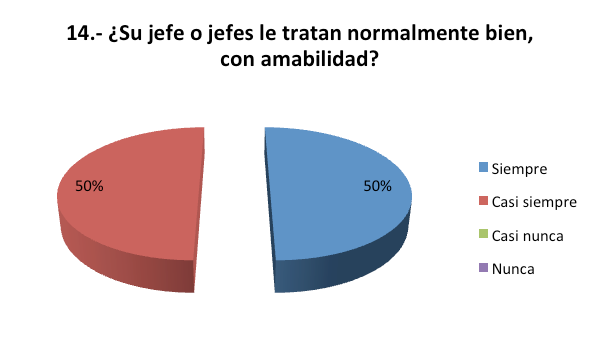 14.- ¿Su jefe o jefes le tratan normalmente bien,
con amabilidad?
50%
50%
Siempre
Casi siempre
Casi nunca
Nunca